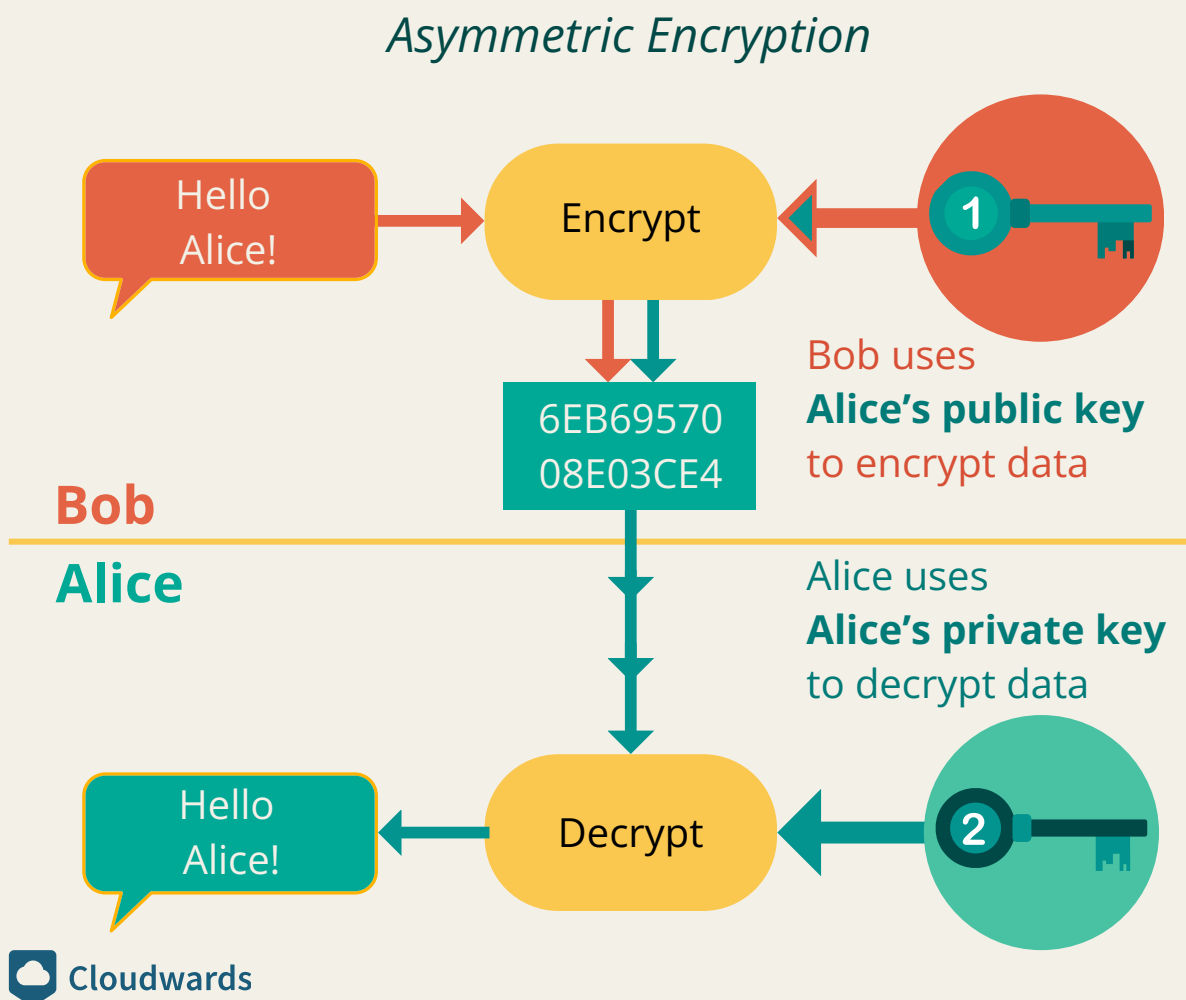 Asymmetric Encryption
Hello
Alice!
Encrypt
1
Bob uses
Alice’s public key
to encrypt data
6EB69570
08E03CE4
Bob
Alice
Alice uses
Alice’s private key
to decrypt data
Hello
Alice!
Decrypt
2
Cloudwards